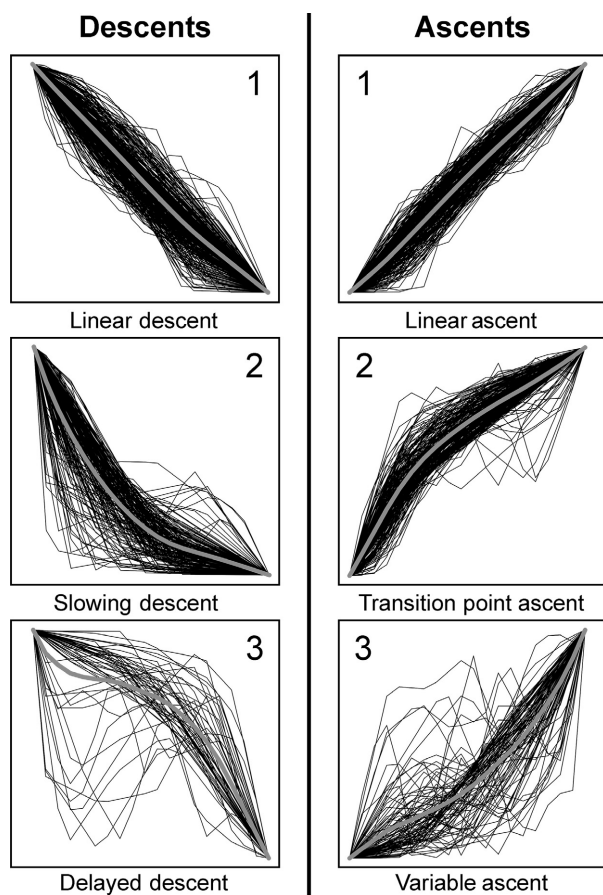 Descents
Ascents
1
1
Linear descent
Linear ascent
2
2
Slowing descent
Transition point ascent
3
3
Delayed descent
Variable ascent